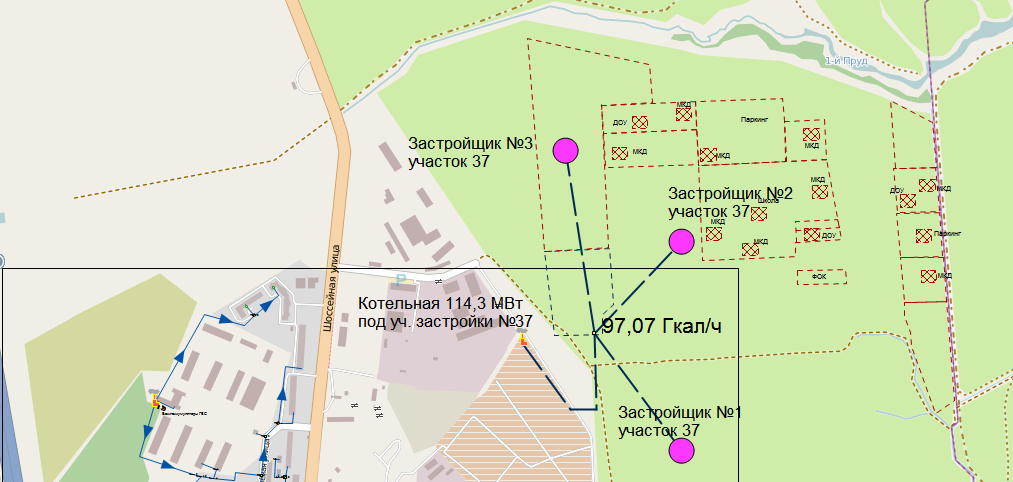 1-й Пруд
МКД
ДОУ
Паркинг
МКД
МКД
МКД
Застройщик №3
участок 37
МКД
ДОУ
МКД
Застройщик №2
участок 37
Школа
МКД
ДОУ
Паркинг
МКД
ФОК
МКД
Шоссейная улица
P
Котельная 114,3 МВт
под уч. застройки №37
97,07 Гкал/ч
Застройщик №1
участок 37